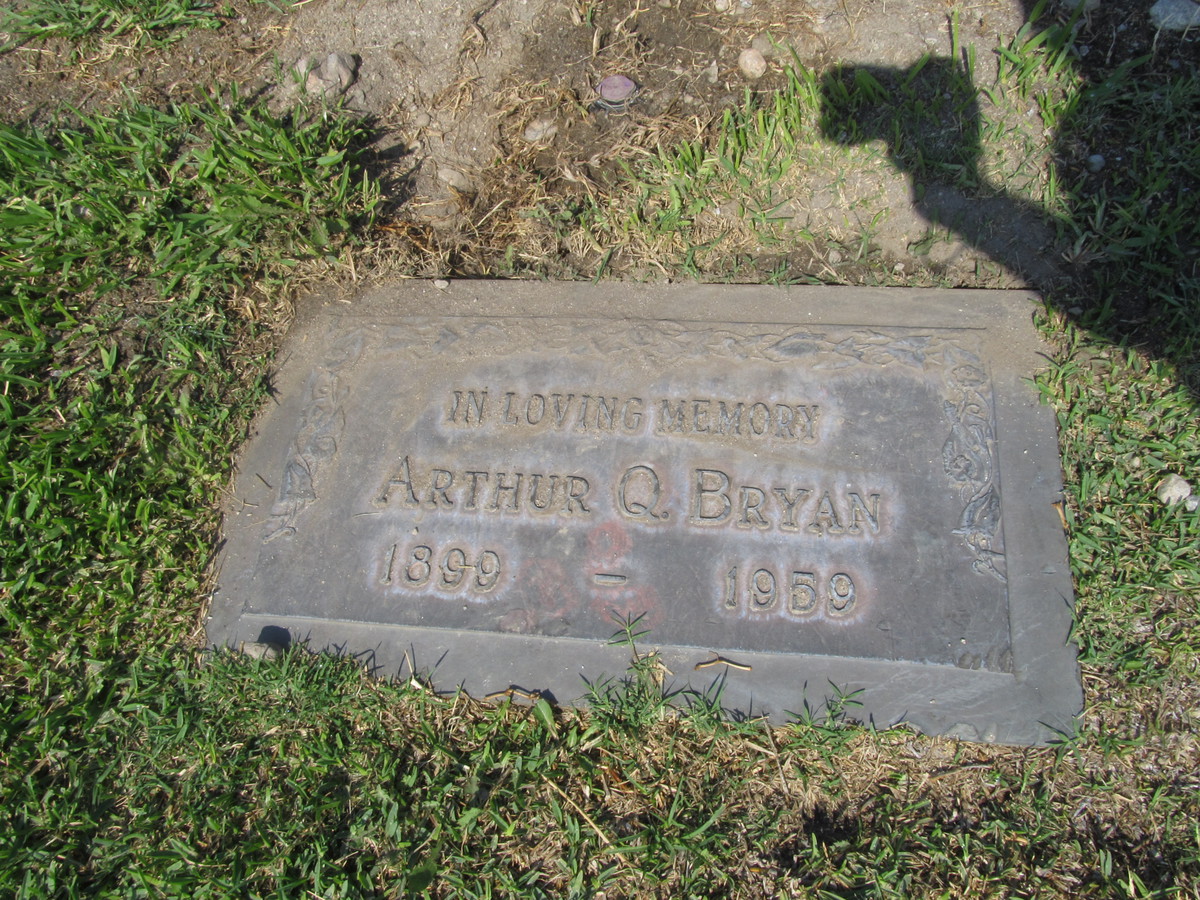 IN LOVING MEMORY
ARTHUR Q. BRYAN
1899 – 1959